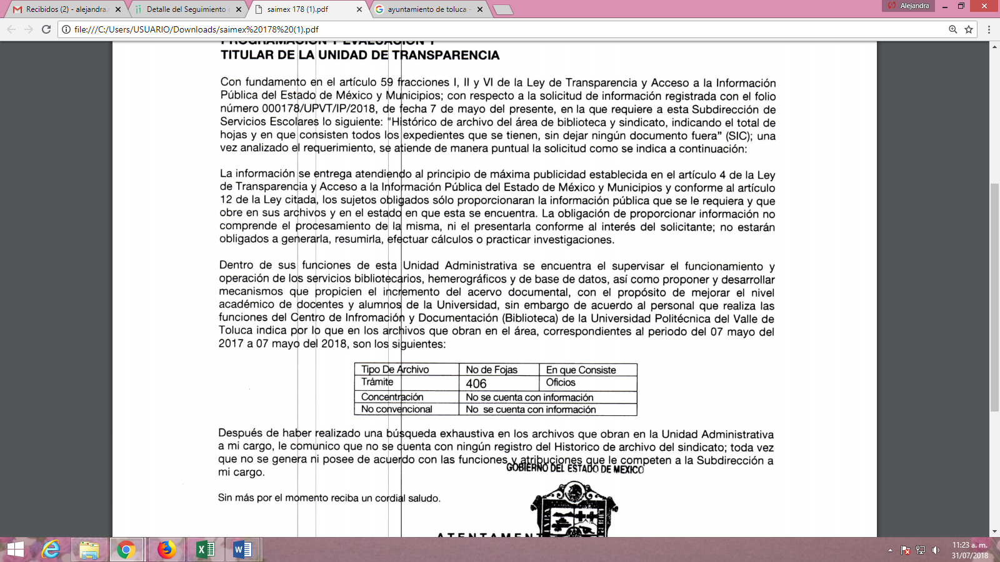 Recibidos (2) - alejandra.
Detalle del Seguimiento
saimex 178 (1).pdf
ayuntamiento de toluca
Alejandra
file:///C:/Users/USUARIO/Downloads/saimex%20178%20(1).pdf
PROGRAMACIÓN Y EVALUACIÓN Y
TITULAR DE LA UNIDAD DE TRANSPARENCIA
Con fundamento en el artículo 59 fracciones I, II y VI de la Ley de Transparencia y Acceso a la Información
Pública del Estado de México y Municipios; con respecto a la solicitud de información registrada con el folio
número 000178/UPVT/IP/2018, de fecha 7 de mayo del presente, en la que requiere a esta Subdirección de
Servicios Escolares lo siguiente: "Histórico de archivo del área de biblioteca y sindicato, indicando el total de
hojas y en que consisten todos los expedientes que se tienen, sin dejar ningún documento fuera" (SIC); una
vez analizado el requerimiento, se atiende de manera puntual la solicitud como se indica a continuación:
La información se entrega atendiendo al principio de máxima publicidad establecida en el artículo 4 de la Ley
de Transparencia y Acceso a la Información Pública del Estado de México y Municipios y conforme al artículo
12 de la Ley citada, los sujetos obligados sólo proporcionaran la información pública que se le requiera y que
obre en sus archivos y en el estado en que esta se encuentra. La obligación de proporcionar información no
comprende el procesamiento de la misma, ni el presentarla conforme al interés del solicitante; no estarán
obligados a generarla, resumirla, efectuar cálculos o practicar investigaciones.
Dentro de sus funciones de esta Unidad Administrativa se encuentra el supervisar el funcionamiento y
operación de los servicios bibliotecarios, hemerográficos y de base de datos, así como proponer y desarrollar
mecanismos que propicien el incremento del acervo documental, con el propósito de mejorar el nivel
académico de docentes y alumnos de la Universidad, sin embargo de acuerdo al personal que realiza las
funciones del Centro de Infromación y Documentación (Biblioteca) de la Universidad Politécnica del Valle de
Toluca indica por lo que en los archivos que obran en el área, correspondientes al periodo del 07 mayo del
2017 a 07 mayo del 2018, son los siguientes:
Tipo De Archivo No de Fojas En que Consiste
Trámite 406 Oficios
Concentración No se cuenta con información
No convencional No se cuenta con información
Después de haber realizado una búsqueda exhaustiva en los archivos que obran en la Unidad Administrativa
a mi cargo, le comunico que no se cuenta con ningún registro del Historico de archivo del sindicato; toda vez
que no se genera ni posee de acuerdo con las funciones y atribuciones que le competen a la Subdirección a
mi cargo.
GOBIERNO DEL ESTADO DE MEXICO
Sin más por el momento reciba un cordial saludo.
ATENTAMENT
11:23 a. m.
31/07/2018